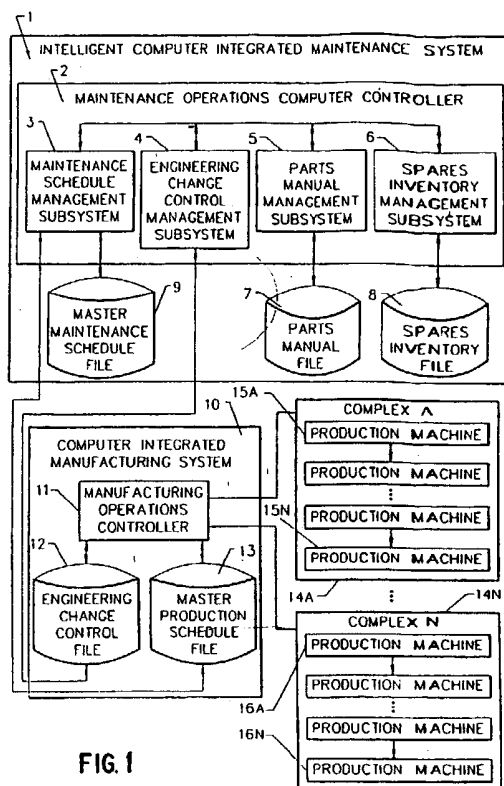 1
INTELLIGENT COMPUTER INTEGRATED MAINTENANCE SYSTEM
2
MAINTENANCE OPERATIONS COMPUTER CONTROLLER
3
4
5
6
MAINTENANCE
SCHEDULE
MANAGEMENT
SUBSYSTEM
ENGINEERING
CHANGE
CONTROL
MANAGEMENT
SUBSYSTEM
PARTS
MANUAL
MANAGEMENT
SUBSYSTEM
SPARES
INVENTORY
MANAGEMENT
SUBSYSTEM
MASTER
MAINTENANCE
SCHEDULE
FILE
9
7
PARTS
MANUAL
FILE
8
SPARES
INVENTORY
FILE
10
COMPUTER INTEGRATED
MANUFACTURING SYSTEM
11
MANUFACTURING
OPERATIONS
CONTROLLER
12
ENGINEERING
CHANGE
CONTROL
FILE
13
MASTER
PRODUCTION
SCHEDULE
FILE
15A
COMPLEX A
PRODUCTION MACHINE
PRODUCTION MACHINE
15N
PRODUCTION MACHINE
PRODUCTION MACHINE
14A
14N
COMPLEX N
PRODUCTION MACHINE
16A
PRODUCTION MACHINE
PRODUCTION MACHINE
16N
PRODUCTION MACHINE
FIG. 1